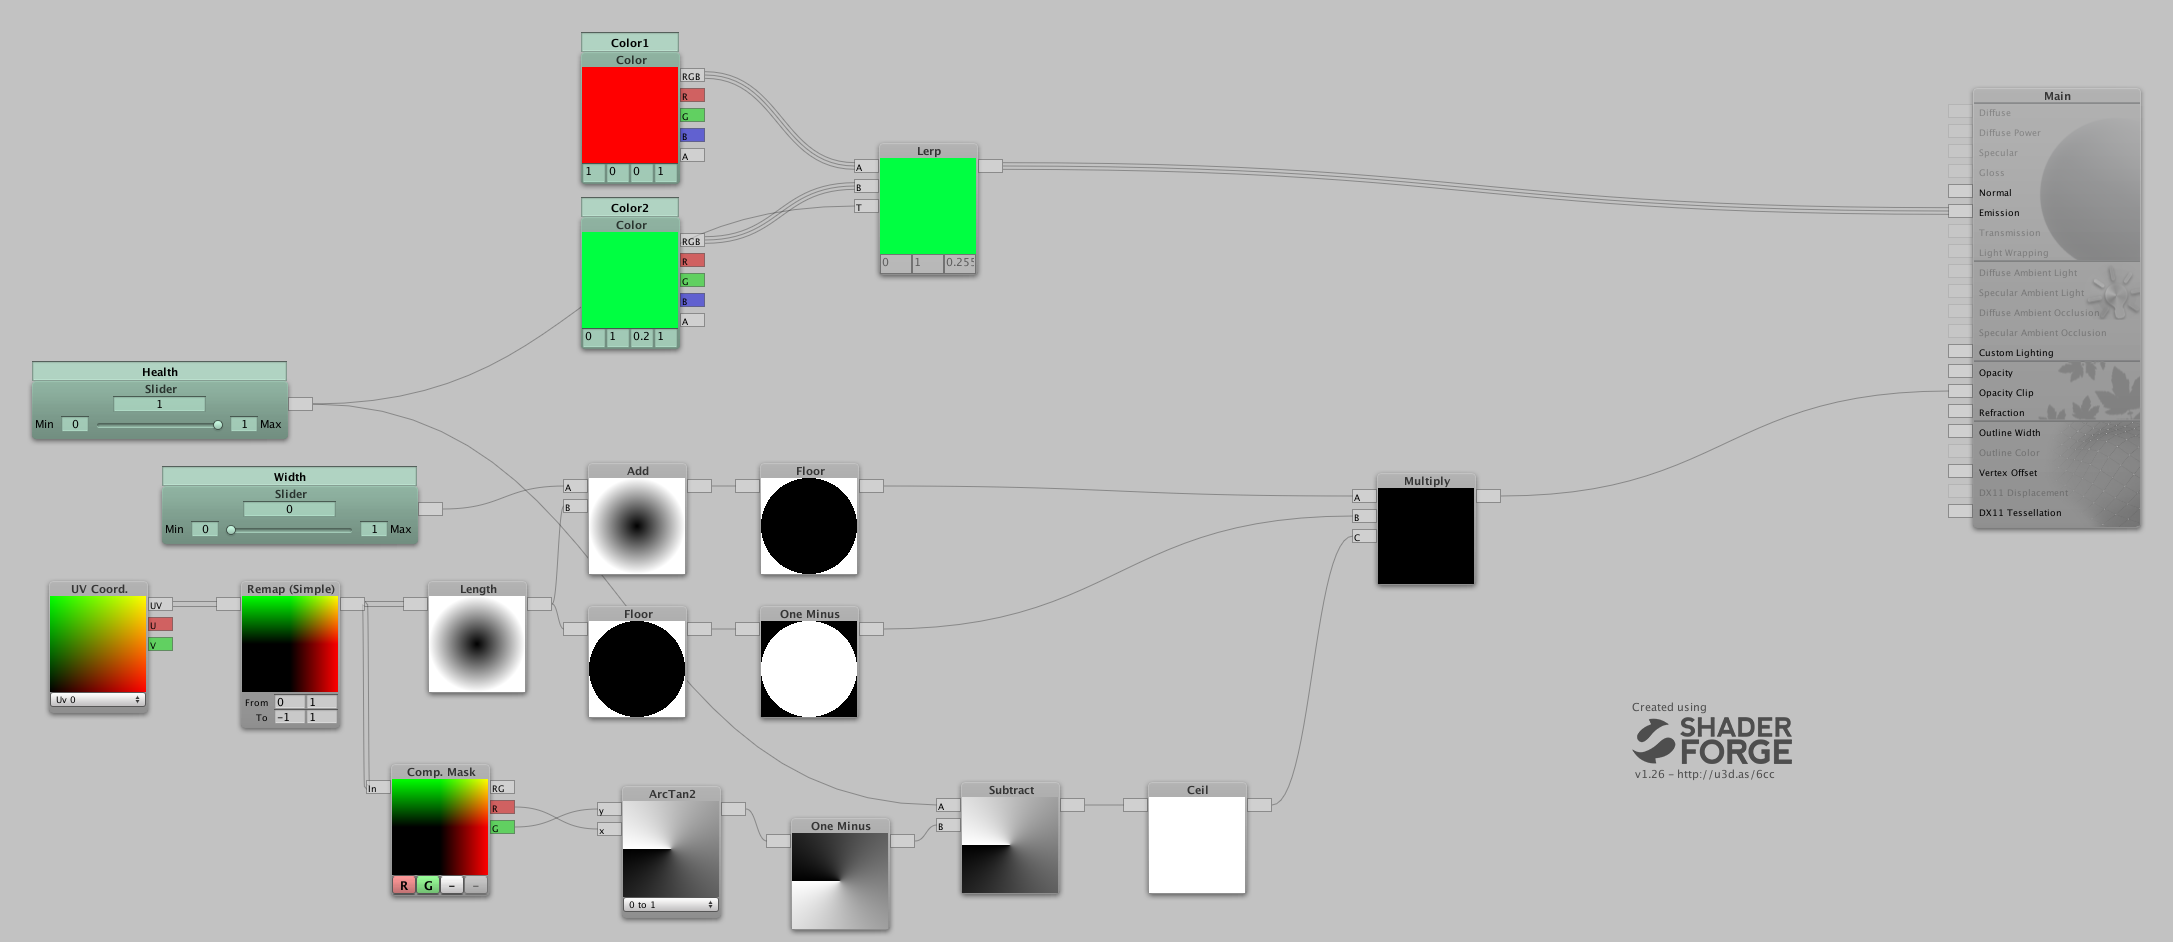 Color1
Color
RGB
R
G
B
A
1 0 0 1
Color2
Color
RGB
R
G
B
A
0 1 0.2 1
Lerp
A
B
T
0 1 0.255
Main
Diffuse
Diffuse Power
Specular
Gloss
Normal
Emission
Transmission
Light Wrapping
Diffuse Ambient Light
Specular Ambient Light
Diffuse Ambient Occlusion
Specular Ambient Occlusion
Custom Lighting
Opacity
Opacity Clip
Refraction
Outline Width
Outline Color
Vertex Offset
DX11 Displacement
DX11 Tessellation
Health
Slider
1
Min 0 1 Max
Width
Slider
0
Min 0 1 Max
Add
A
B
Floor
Multiply
A
B
C
UV Coord.
UV
U
V
Uv 0
Remap (Simple)
From 0 1
To -1 1
Length
Floor
One Minus
Comp. Mask
In
RG
R
G
R G - -
ArcTan2
y
x
0 to 1
One Minus
Subtract
A
B
Ceil
Created using
SHADER
FORGE
v1.26 - http://u3d.as/6cc